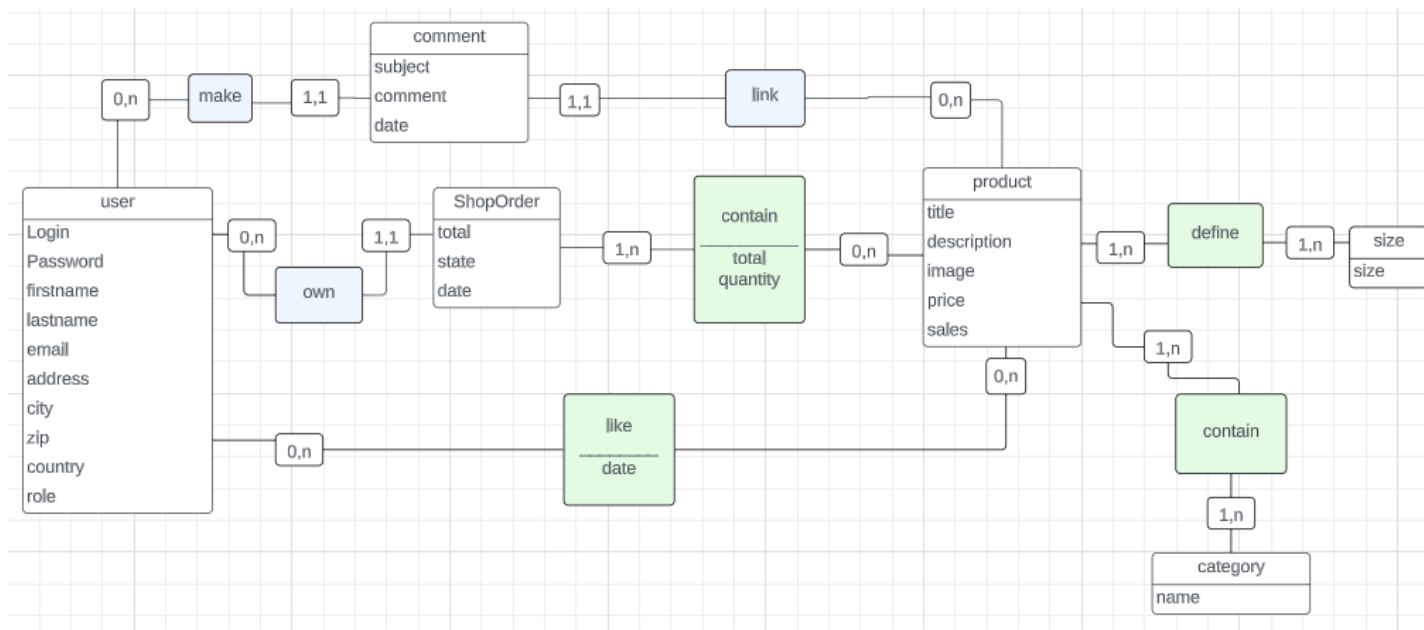 comment
subject
comment
date
0,n
make
1,1
1,1
link
0,n
user
Login
Password
firstname
lastname
email
address
city
zip
country
role
0,n
own
1,1
ShopOrder
total
state
date
1,n
contain
total
quantity
0,n
product
title
description
image
price
sales
1,n
define
1,n
size
size
0,n
like
date
0,n
1,n
contain
1,n
category
name